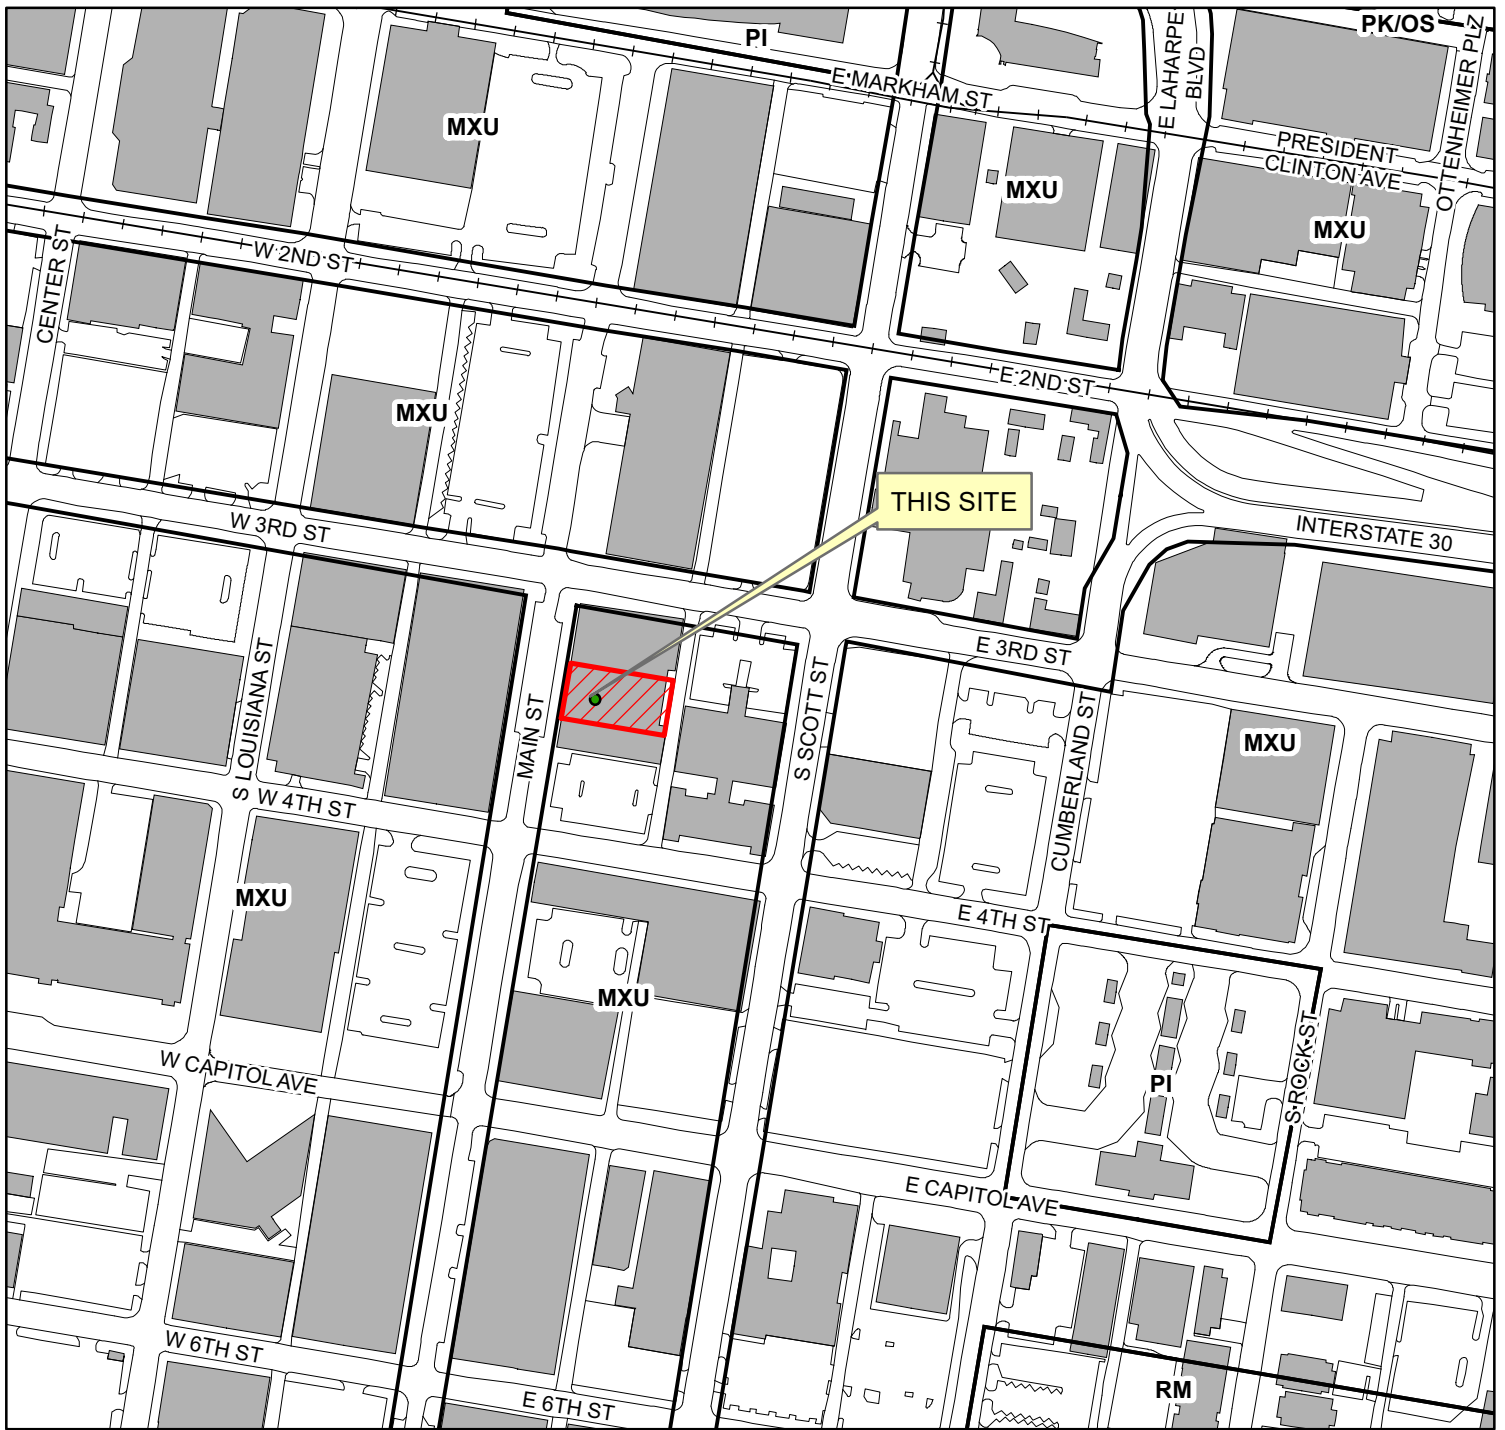 PI
PK/OS
E MARKHAM ST
E LAHARPE
BLVD
OTTENHEIMER PLZ
MXU
PRESIDENT
CLINTON AVE
MXU
MXU
W 2ND ST
CENTER ST
E 2ND ST
MXU
THIS SITE
W 3RD ST
INTERSTATE 30
E 3RD ST
S LOUISIANA ST
MAIN ST
S SCOTT ST
CUMBERLAND ST
MXU
W 4TH ST
MXU
E 4TH ST
MXU
W CAPITOL AVE
PI
S ROCK ST
E CAPITOL AVE
W 6TH ST
E 6TH ST
RM